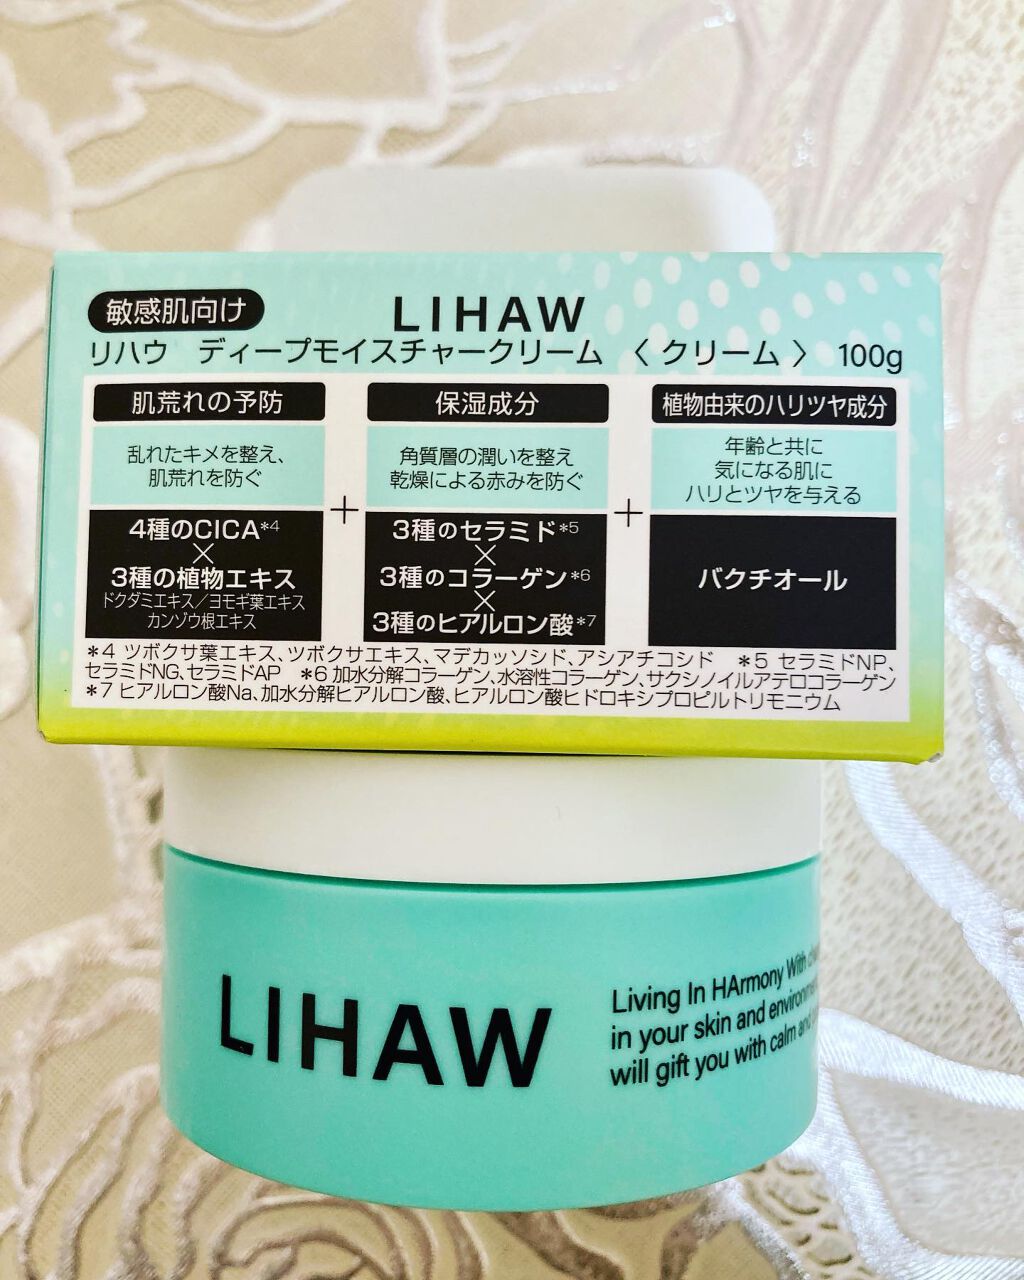 敏感肌向け
LIHAW
リハウ ディープモイスチャークリーム 〈クリーム〉 100g
肌荒れの予防
乱れたキメを整え、
肌荒れを防ぐ
4種のCICA*4
×
3種の植物エキス
ドクダミエキス/ヨモギ葉エキス
カンゾウ根エキス
+
保湿成分
角質層の潤いを整え
乾燥による赤みを防ぐ
3種のセラミド*5
×
3種のコラーゲン*6
×
3種のヒアルロン酸*7
+
植物由来のハリツヤ成分
年齢と共に
気になる肌に
ハリとツヤを与える
バクチオール
*4 ツボクサ葉エキス、ツボクサエキス、マデカッソシド、アシアチコシド *5 セラミドNP、
セラミドNG、セラミドAP *6 加水分解コラーゲン、水溶性コラーゲン、サクシノイルアテロコラーゲン
*7 ヒアルロン酸Na、加水分解ヒアルロン酸、ヒアルロン酸ヒドロキシプロピルトリモニウム
LIHAW
Living In HArmony With
in your skin and
will gift you with calm and